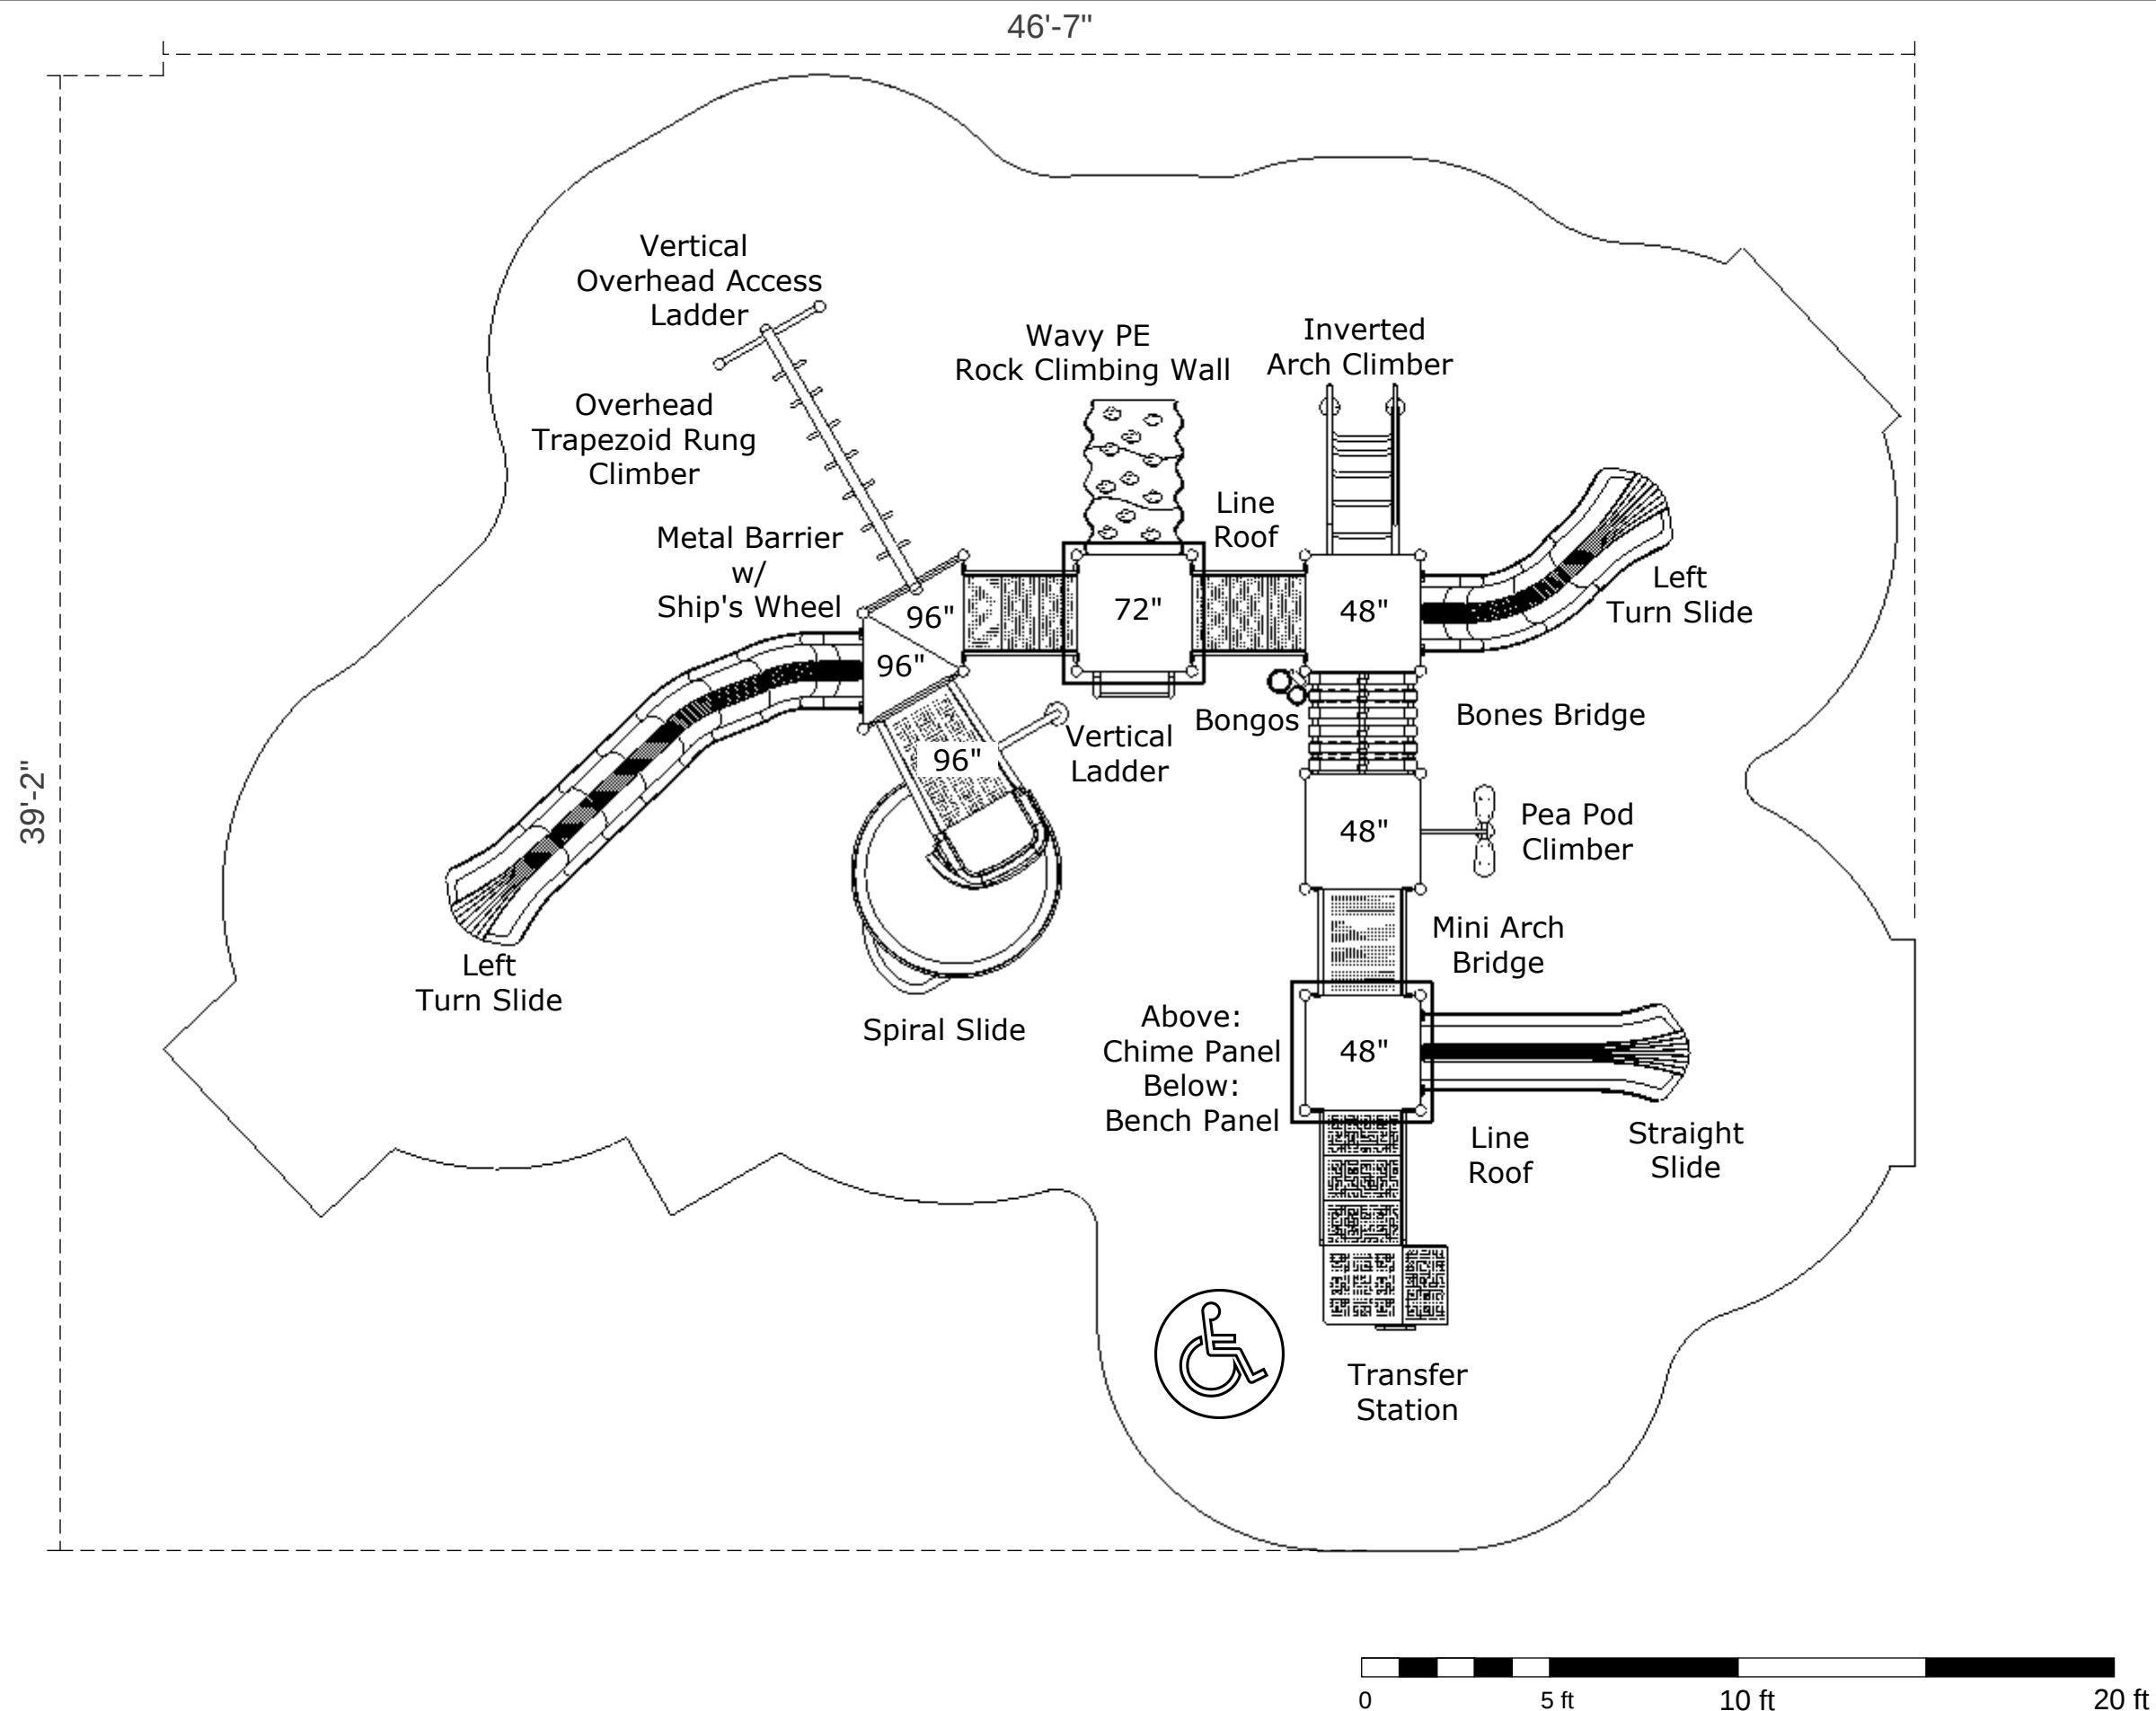 46'-7"
Vertical
Overhead Access
Ladder
Wavy PE
Rock Climbing Wall
Inverted
Arch Climber
Overhead
Trapezoid Rung
Climber
Line
Roof
Metal Barrier
w/
Ship's Wheel
Left
Turn Slide
96"
72"
48"
96"
Bongos
Bones Bridge
Vertical
Ladder
96"
39'-2"
48"
Pea Pod
Climber
Mini Arch
Bridge
Left
Turn Slide
Spiral Slide
Above:
Chime Panel
Below:
Bench Panel
48"
Line
Roof
Straight
Slide
Transfer
Station
0
5 ft
10 ft
20 ft